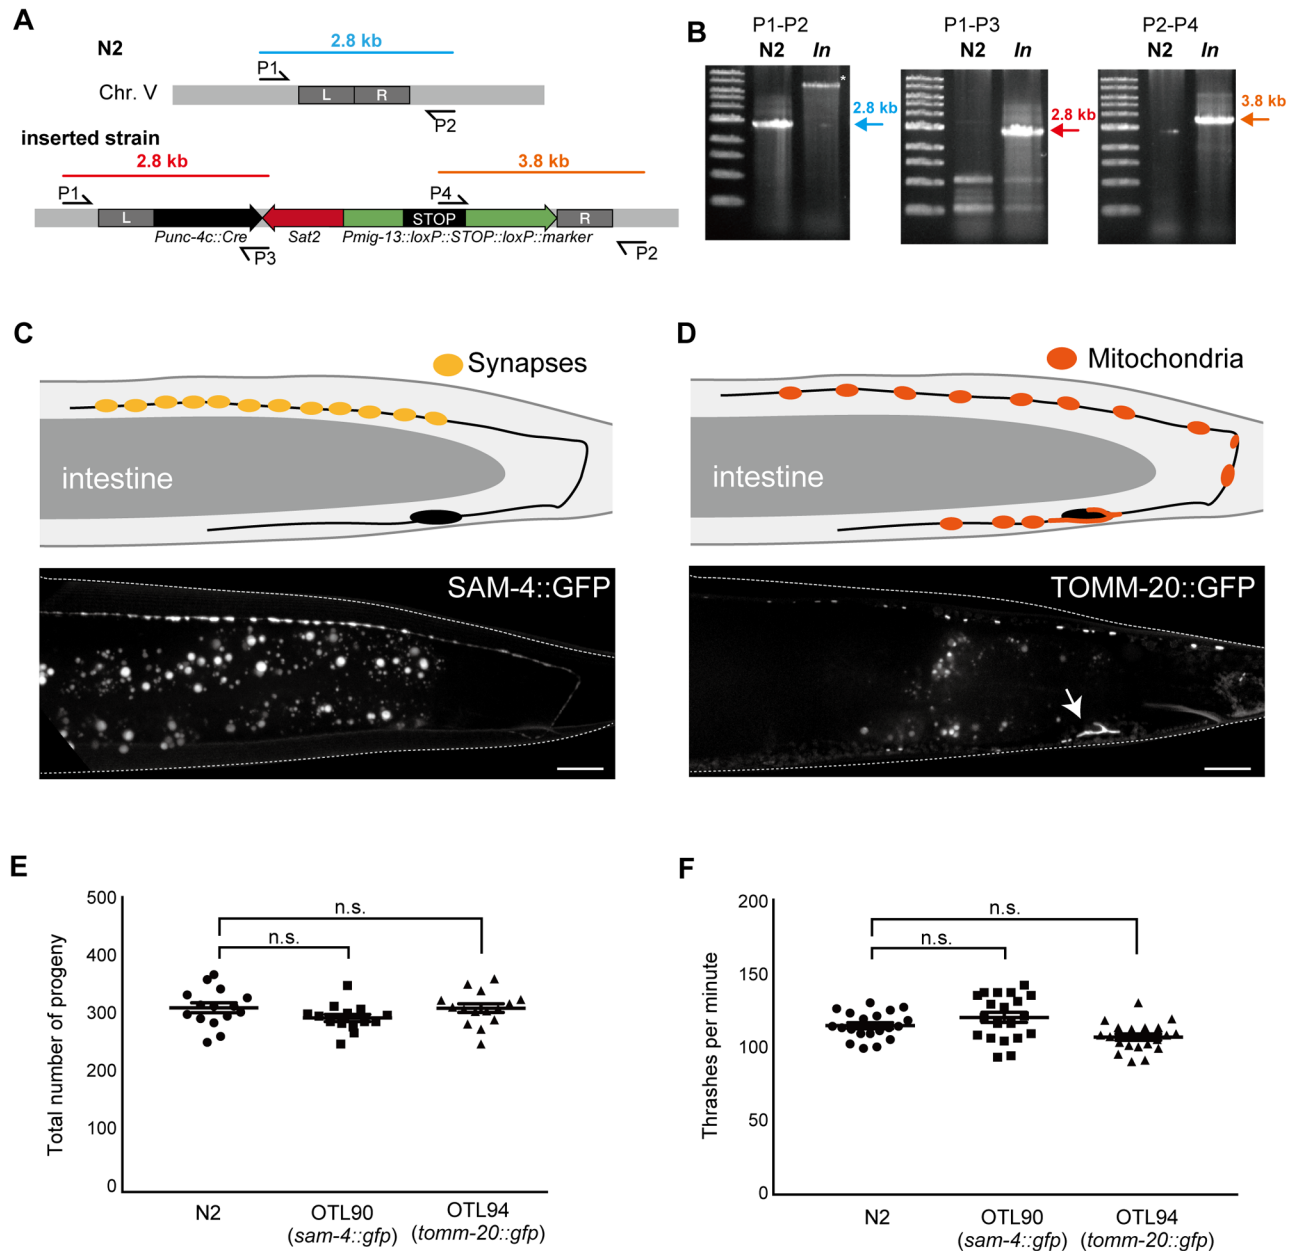 A
N2
2.8 kb
P1
Chr. V
L R
P2
inserted strain
2.8 kb 3.8 kb
P1 P4
L STOP R
Punc-4c::Cre Sat2 Pmig-13::loxP::STOP::loxP::marker
P3 P2
B
P1-P2 P1-P3 P2-P4
N2 In N2 In N2 In
*
2.8 kb 2.8 kb 3.8 kb
C
Synapses
intestine
SAM-4::GFP
D
Mitochondria
intestine
TOMM-20::GFP
E
Total number of progeny
500
400
300
200
100
0
n.s.
n.s.
N2 OTL90 OTL94
(sam-4::gfp) (tomm-20::gfp)
F
Thrashes per minute
200
150
100
50
0
n.s.
n.s.
N2 OTL90 OTL94
(sam-4::gfp) (tomm-20::gfp)